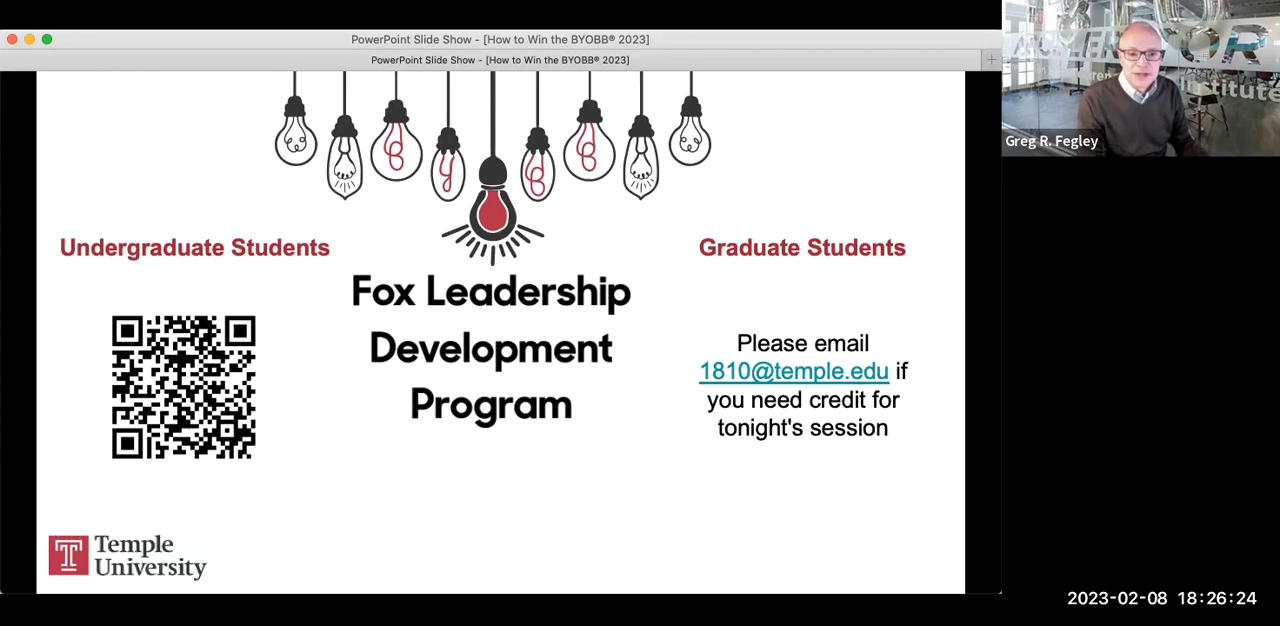 PowerPoint Slide Show - [How to Win the BYOBB® 2023]
PowerPoint Slide Show - [How to Win the BYOBB® 2023]
B
y
B
B
Undergraduate Students
Fox Leadership
Development
Program
Graduate Students
Please email
1810@temple.edu if
you need credit for
tonight's session
T
Temple
University
institute
Greg R. Fegley
2023-02-08 18:26:24